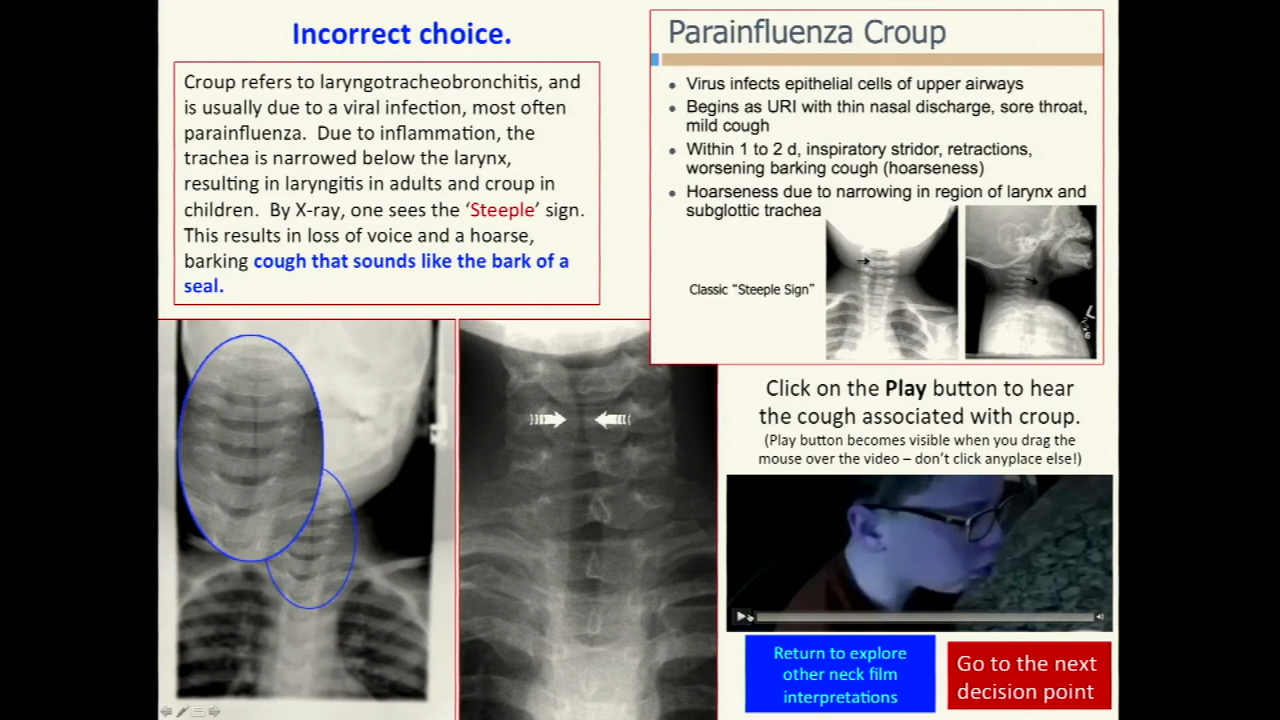 Incorrect choice.
Croup refers to laryngotracheobronchitis, and
is usually due to a viral infection, most often
parainfluenza.  Due to inflammation, the
trachea is narrowed below the larynx,
resulting in laryngitis in adults and croup in
children.  By X-ray, one sees the ‘Steeple’ sign.
This results in loss of voice and a hoarse,
barking cough that sounds like the bark of a
seal.
Parainfluenza Croup
• Virus infects epithelial cells of upper airways
• Begins as URI with thin nasal discharge, sore throat,
mild cough
• Within 1 to 2 d, inspiratory stridor, retractions,
worsening barking cough (hoarseness)
• Hoarseness due to narrowing in region of larynx and
subglottic trachea
Classic “Steeple Sign”
Click on the Play button to hear
the cough associated with croup.
(Play button becomes visible when you drag the
mouse over the video – don’t click anyplace else!)
Return to explore
other neck film
interpretations
Go to the next
decision point